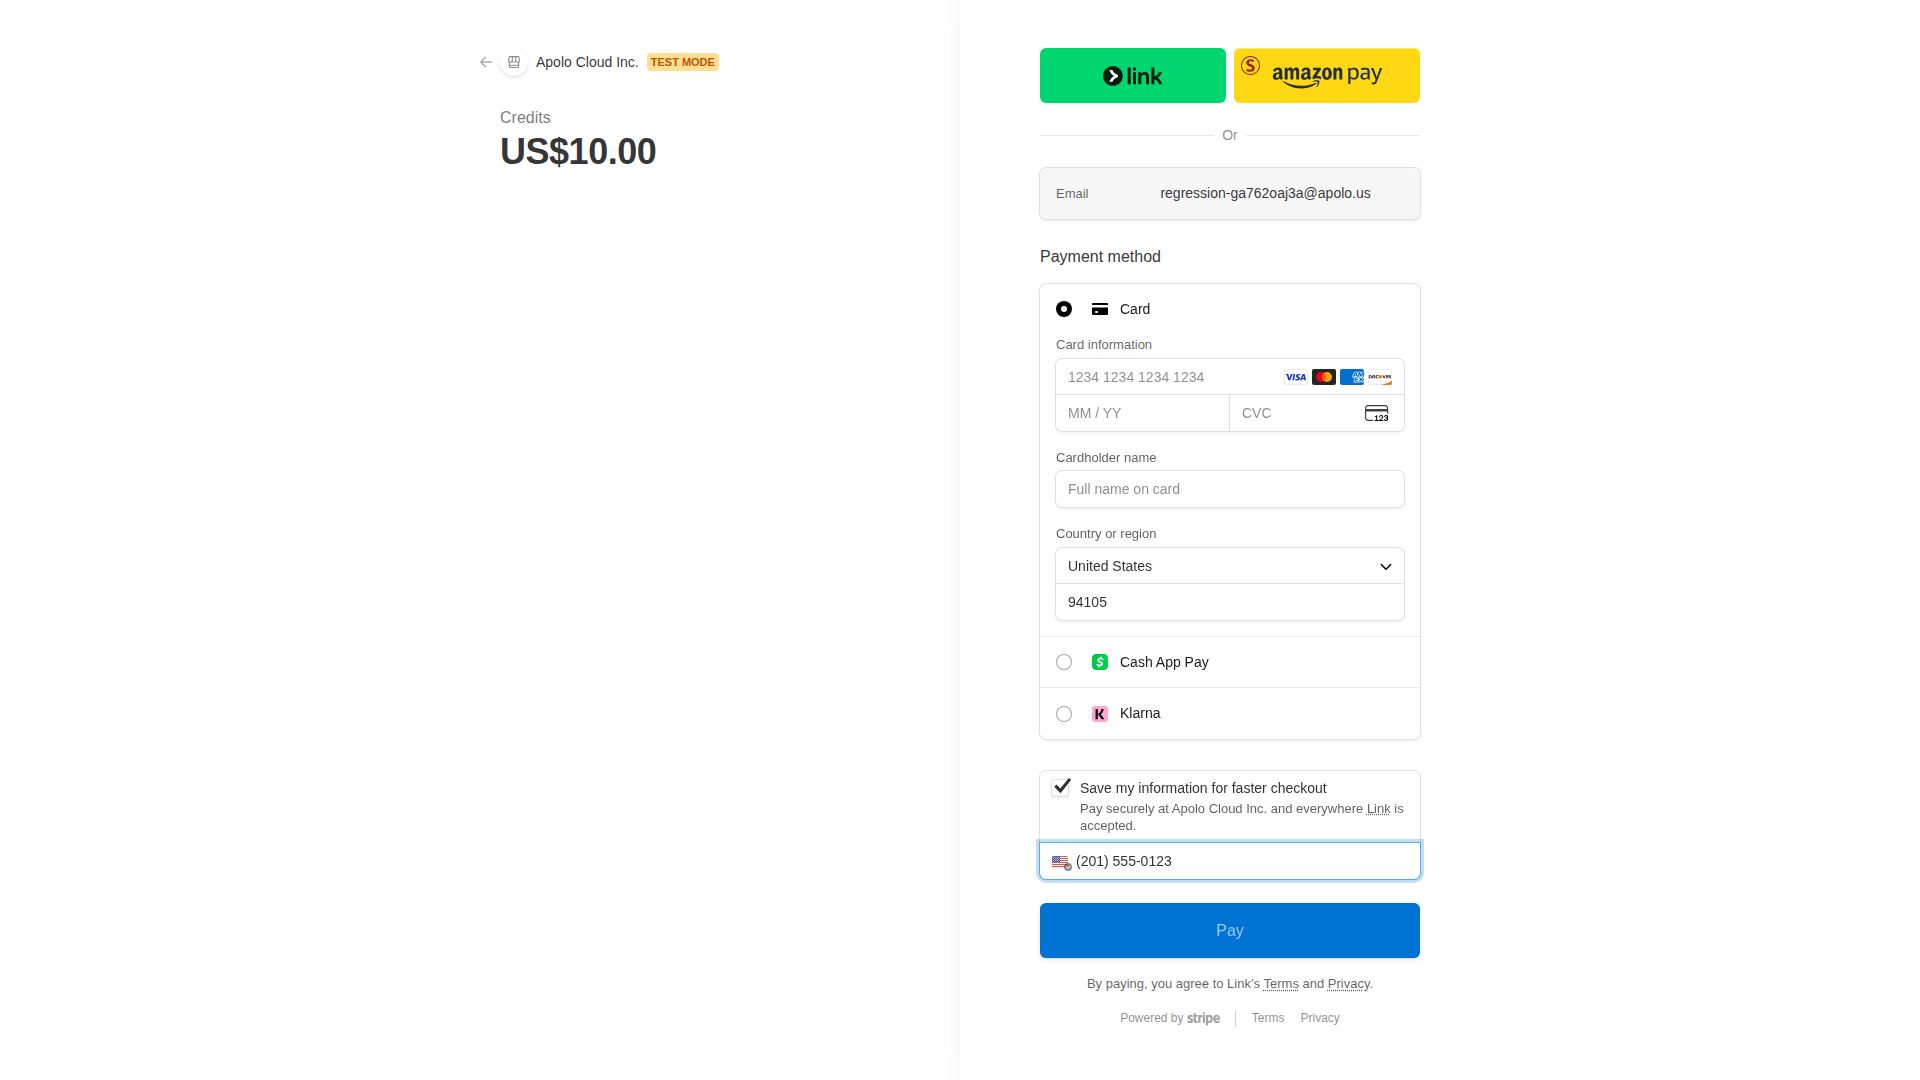 Apolo Cloud Inc. TEST MODE
Credits
US$10.00
link
S amazon pay
Or
Email regression-ga762oaj3a@apolo.us
Payment method
Card
Card information
1234 1234 1234 1234 VISA AM EX DISCOVER
MM / YY CVC 123
Cardholder name
Full name on card
Country or region
United States
94105
$ Cash App Pay
K Klarna
Save my information for faster checkout
Pay securely at Apolo Cloud Inc. and everywhere Link is
accepted.
(201) 555-0123
Pay
By paying, you agree to Link’s Terms and Privacy.
Powered by stripe Terms Privacy